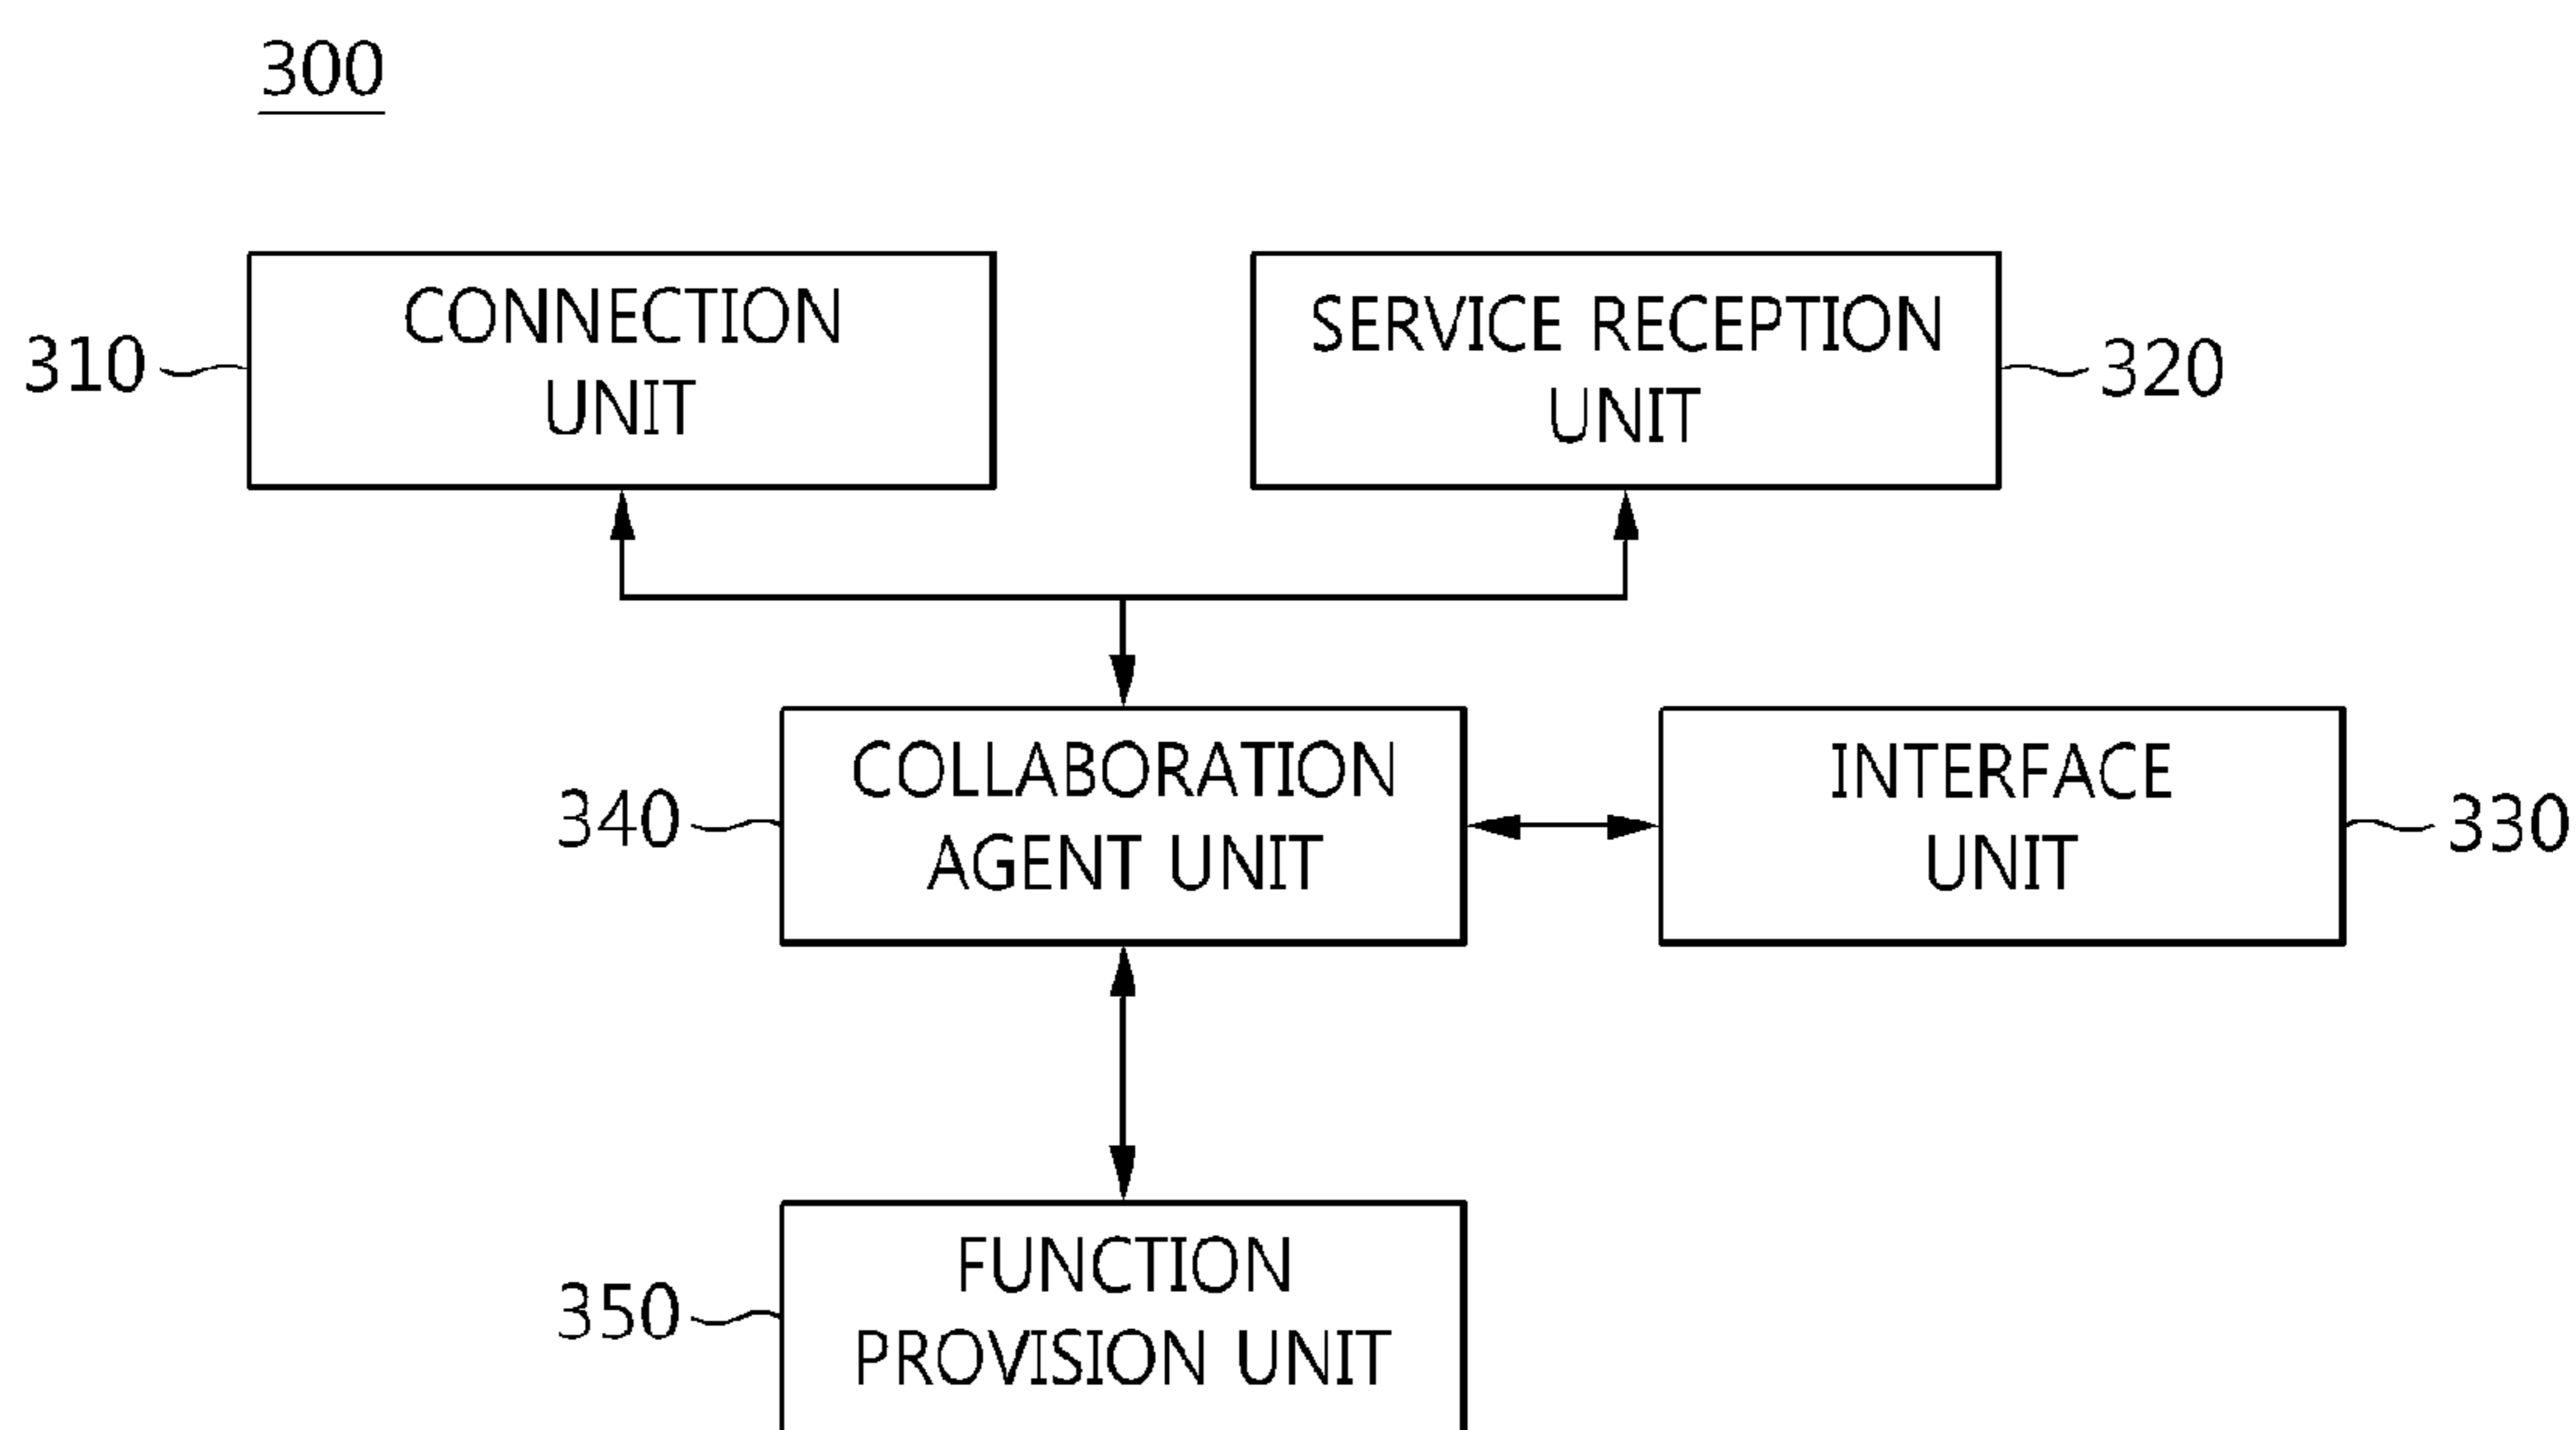 300
CONNECTION
UNIT
310
SERVICE RECEPTION
UNIT
320
COLLABORATION
AGENT UNIT
340
INTERFACE
UNIT
330
FUNCTION
PROVISION UNIT
350